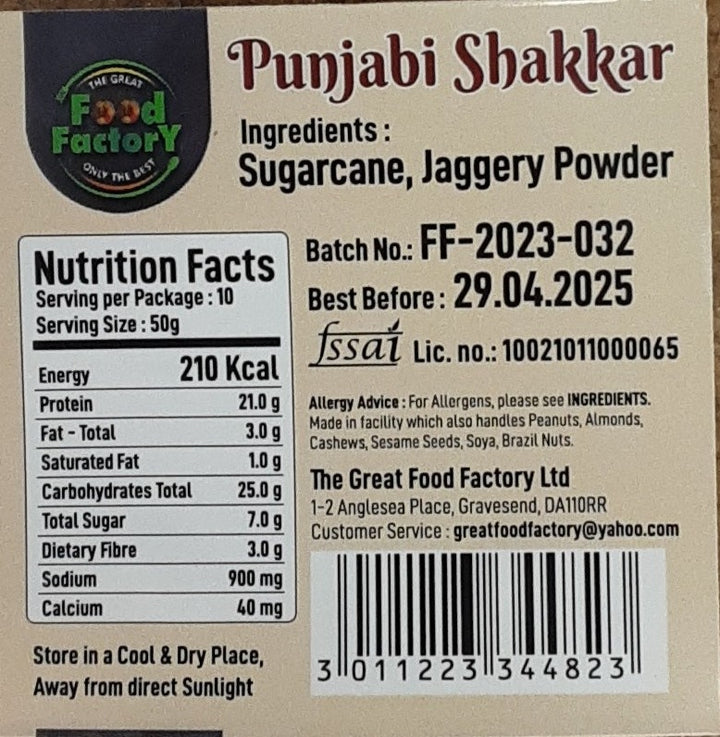 THE GREAT
Food
Factory
ONLY THE BEST
Punjabi Shakkar
Ingredients :
Sugarcane, Jaggery Powder
Batch No.: FF-2023-032
Best Before : 29.04.2025
fssai Lic. no.: 10021011000065
Nutrition Facts
Serving per Package : 10
Serving Size : 50g
Energy 210 Kcal
Protein 21.0 g
Fat - Total 3.0 g
Saturated Fat 1.0 g
Carbohydrates Total 25.0 g
Total Sugar 7.0 g
Dietary Fibre 3.0 g
Sodium 900 mg
Calcium 40 mg
Store in a Cool & Dry Place,
Away from direct Sunlight
Allergy Advice : For Allergens, please see INGREDIENTS.
Made in facility which also handles Peanuts, Almonds,
Cashews, Sesame Seeds, Soya, Brazil Nuts.
The Great Food Factory Ltd
1-2 Anglesea Place, Gravesend, DA110RR
Customer Service : greatfoodfactory@yahoo.com
3 011223 344823